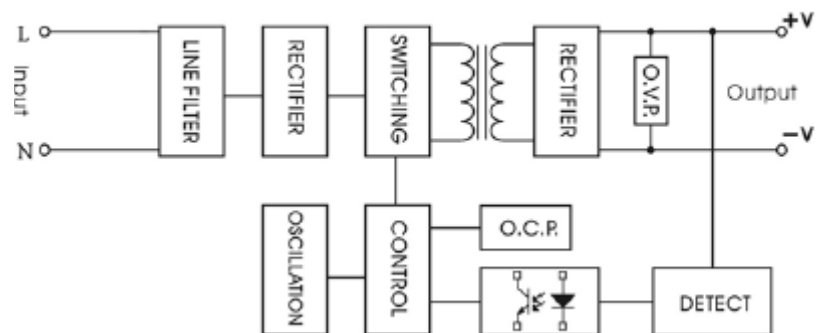 L
Input
N
LINE FILTER
RECTIFIER
SWITCHING
RECTIFIER
O.V.P.
+V
Output
-V
OSCILLATION
CONTROL
O.C.P.
DETECT